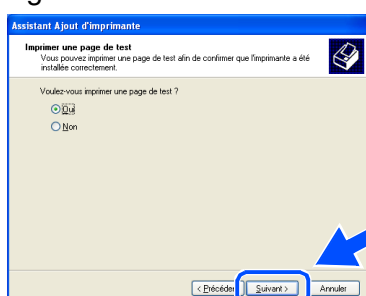 Assistant Ajout d'imprimante
Imprimer une page de test
Vous pouvez imprimer une page de test afin de confirmer que l'imprimante a été
installée correctement.
Voulez-vous imprimer une page de test ?
Oui
Non
< Précéden Suivant > Annuler